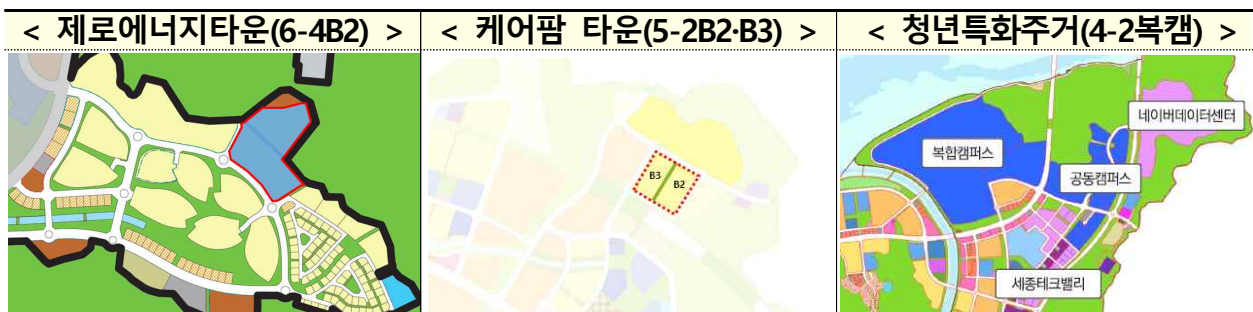 < 제로에너지타운(6-4B2) >
< 케어팜 타운(5-2B2·B3) >
< 청년특화주거(4-2복캠) >
B3
B2
네이버데이터센터
복합캠퍼스
공동캠퍼스
세종테크밸리